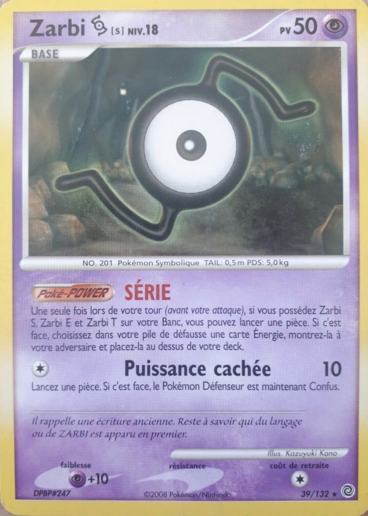 Zarbi [S] NIV.18 PV 50
BASE
NO. 201 Pokémon Symbolique TAIL: 0,5m PDS: 5,0kg
Poké-POWER SÉRIE
Une seule fois lors de votre tour (avant votre attaque), si vous possédez Zarbi
S, Zarbi E et Zarbi T sur votre Banc, vous pouvez lancer une pièce. Si c'est
face, choisissez dans votre pile de défausse une carte Énergie, montrez-la à
votre adversaire et placez-la au dessus de votre deck.
Puissance cachée 10
Lancez une pièce. Si c'est face, le Pokémon Défenseur est maintenant Confus.
Il rappelle une écriture ancienne. Reste à savoir qui du langage
ou de ZARBI est apparu en premier.
Illus. Kazuyuki Kano
faiblesse résistance coût de retraite
+10
DPBP#247 ©2008 Pokémon/Nintendo 39/132 ★